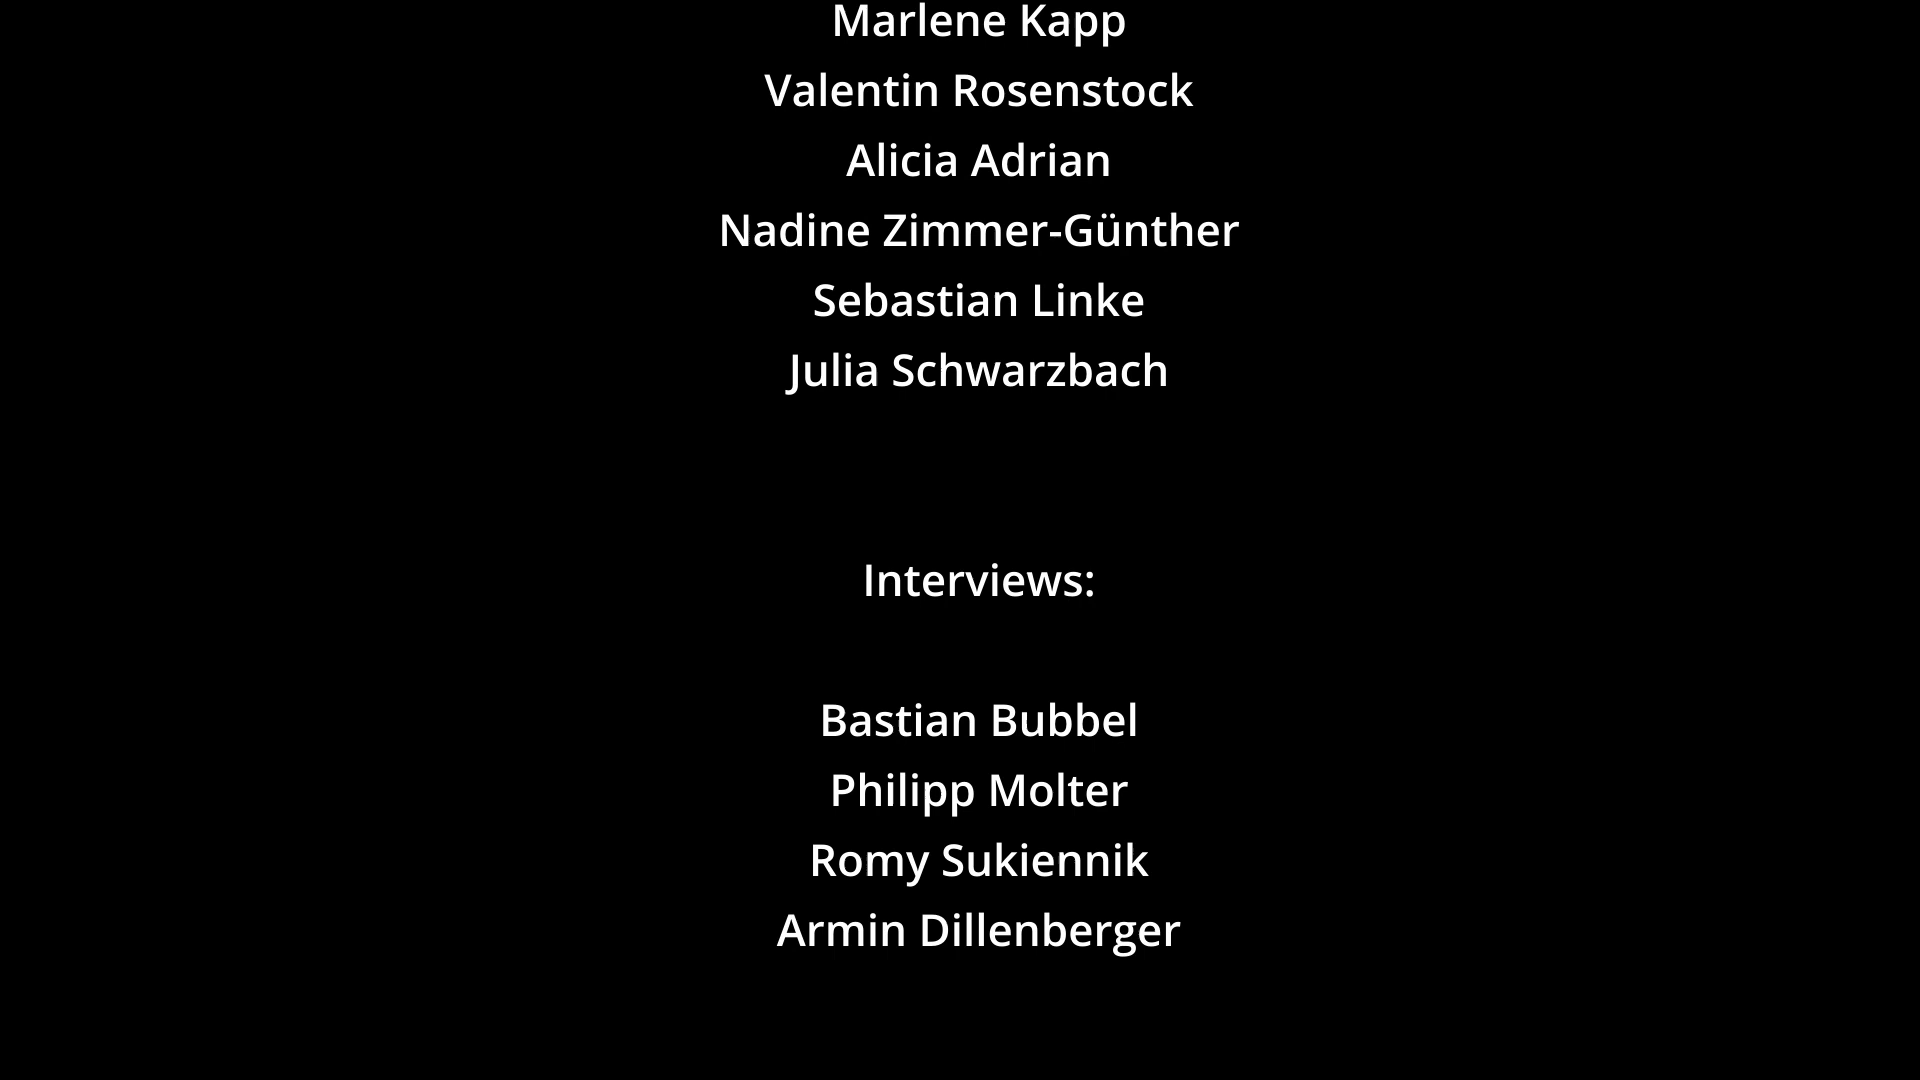 Marlene Kapp
Valentin Rosenstock
Alicia Adrian
Nadine Zimmer-Günther
Sebastian Linke
Julia Schwarzbach
Interviews:
Bastian Bubbel
Philipp Molter
Romy Sukiennik
Armin Dillenberger